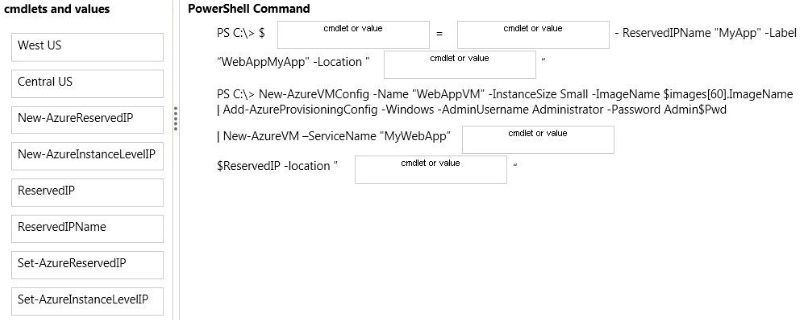 cmdlets and values
West US
Central US
New-AzureReservedIP
New-AzureInstanceLevelIP
ReservedIP
ReservedIPName
Set-AzureReservedIP
Set-AzureInstanceLevelIP
PowerShell Command
PS C:\> $ cmdlet or value = cmdlet or value - ReservedIPName "MyApp" -Label
"WebAppMyApp" -Location " cmdlet or value "
PS C:\> New-AzureVMConfig -Name "WebAppVM" -InstanceSize Small -ImageName $images[60].ImageName
| Add-AzureProvisioningConfig -Windows -AdminUsername Administrator -Password Admin$Pwd
| New-AzureVM –ServiceName "MyWebApp" cmdlet or value
$ReservedIP -location " cmdlet or value "